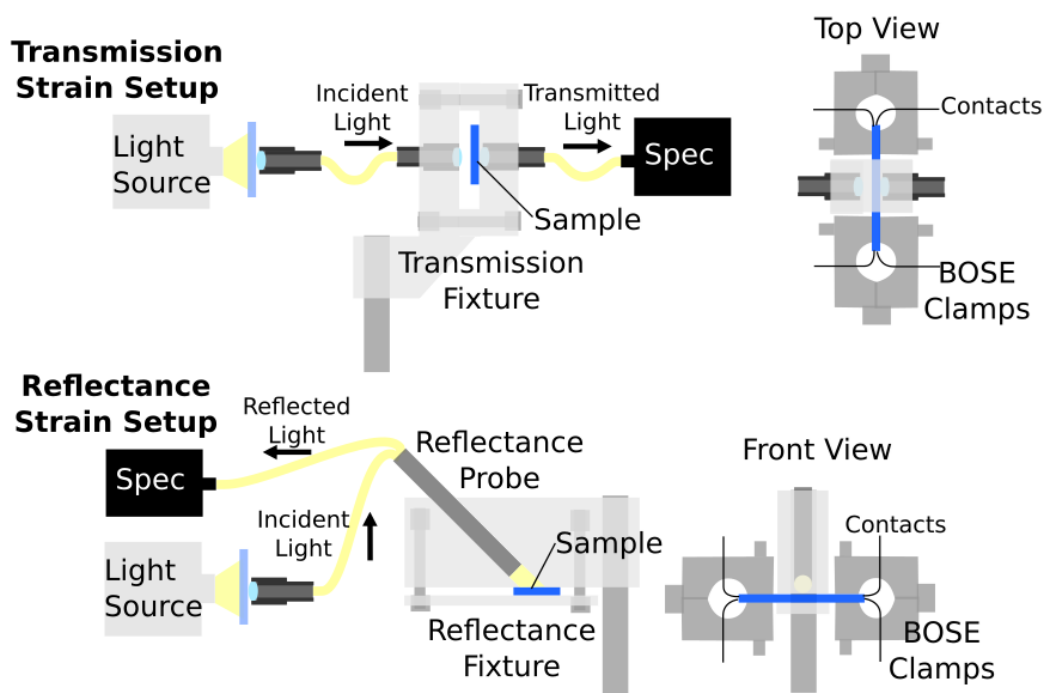 Transmission
Strain Setup
Light
Source
Incident
Light
Transmitted
Light
Spec
Sample
Transmission
Fixture
Top View
Contacts
BOSE
Clamps
Reflectance
Strain Setup
Reflected
Light
Spec
Incident
Light
Light
Source
Reflectance
Probe
Sample
Reflectance
Fixture
Front View
Contacts
BOSE
Clamps